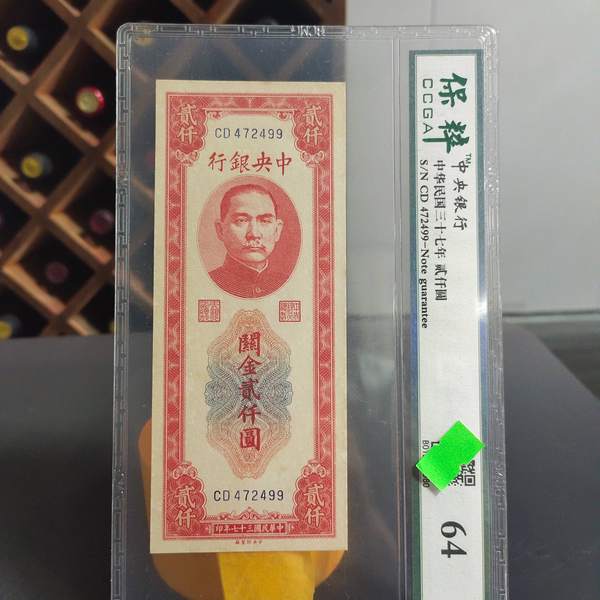 貳仟
貳仟
CD 472499
中央銀行
關金貳仟圓
CD 472499
貳仟
貳仟
中華民國三十七年印
保粹
TM
CCGA
中央银行
中华民国三十七年 贰仟圆
S/N CD 472499-Note guarantee
64